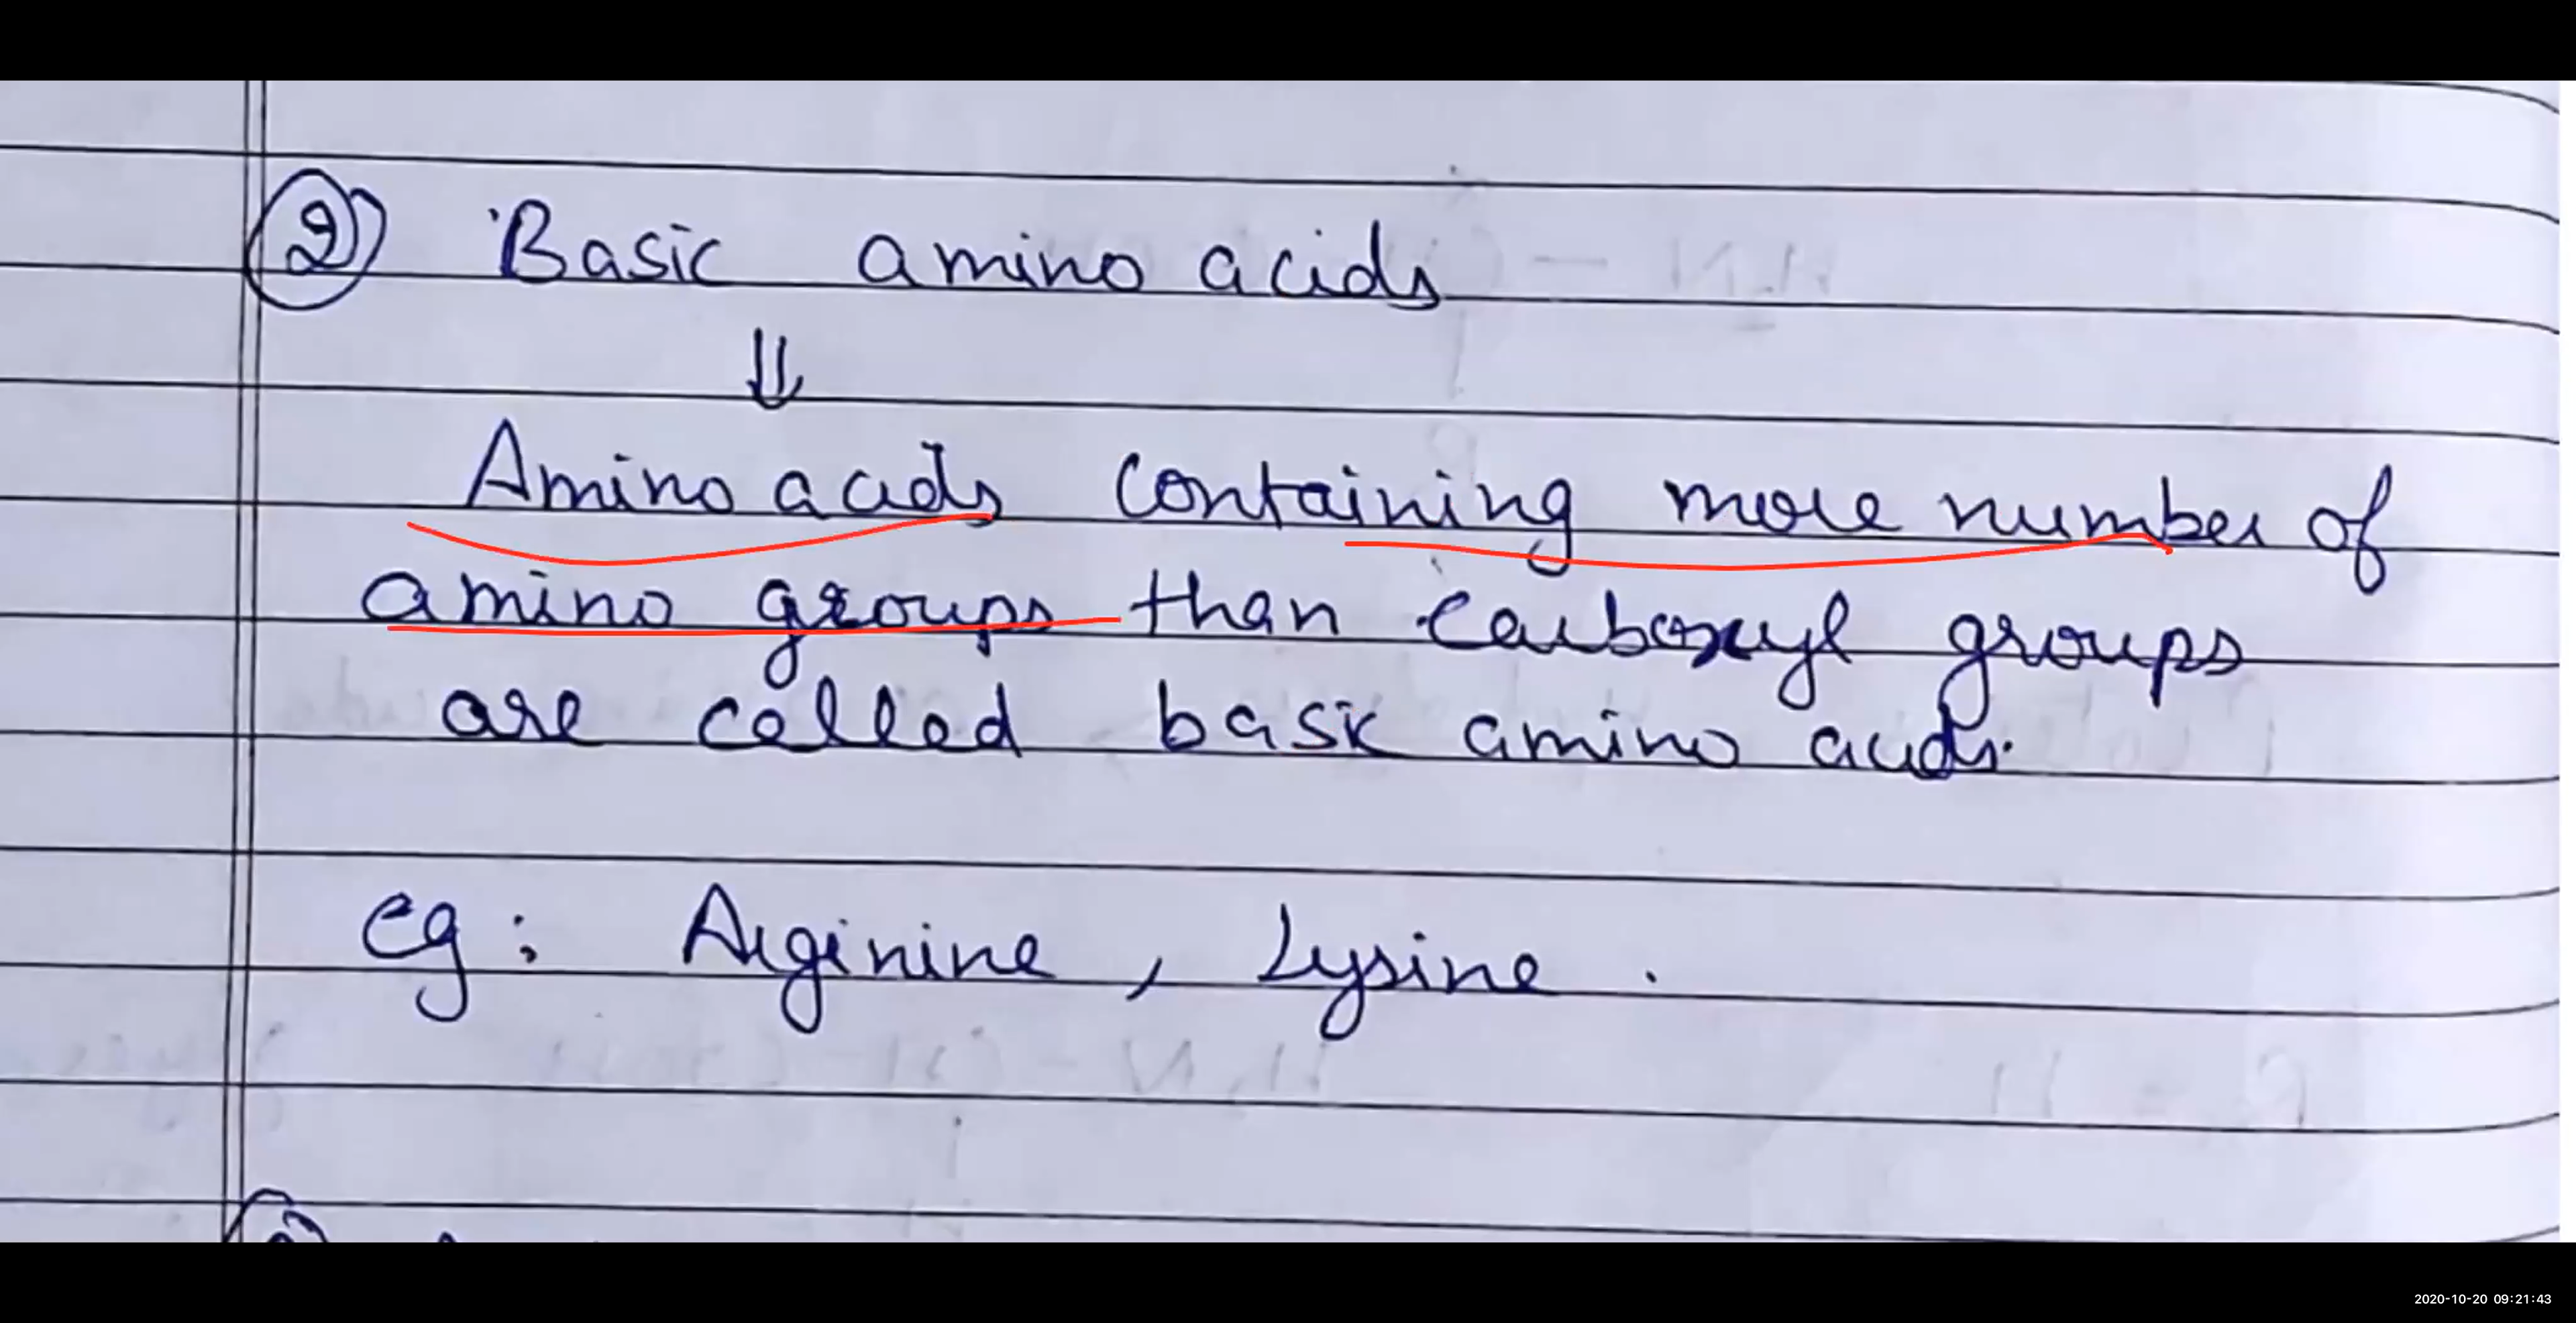 2) Basic amino acids
⇓
Amino acids containing more number of
amino groups than carboxyl groups
are called basic amino acids.
eg: Arginine, Lysine.
2020-10-20 09:21:43